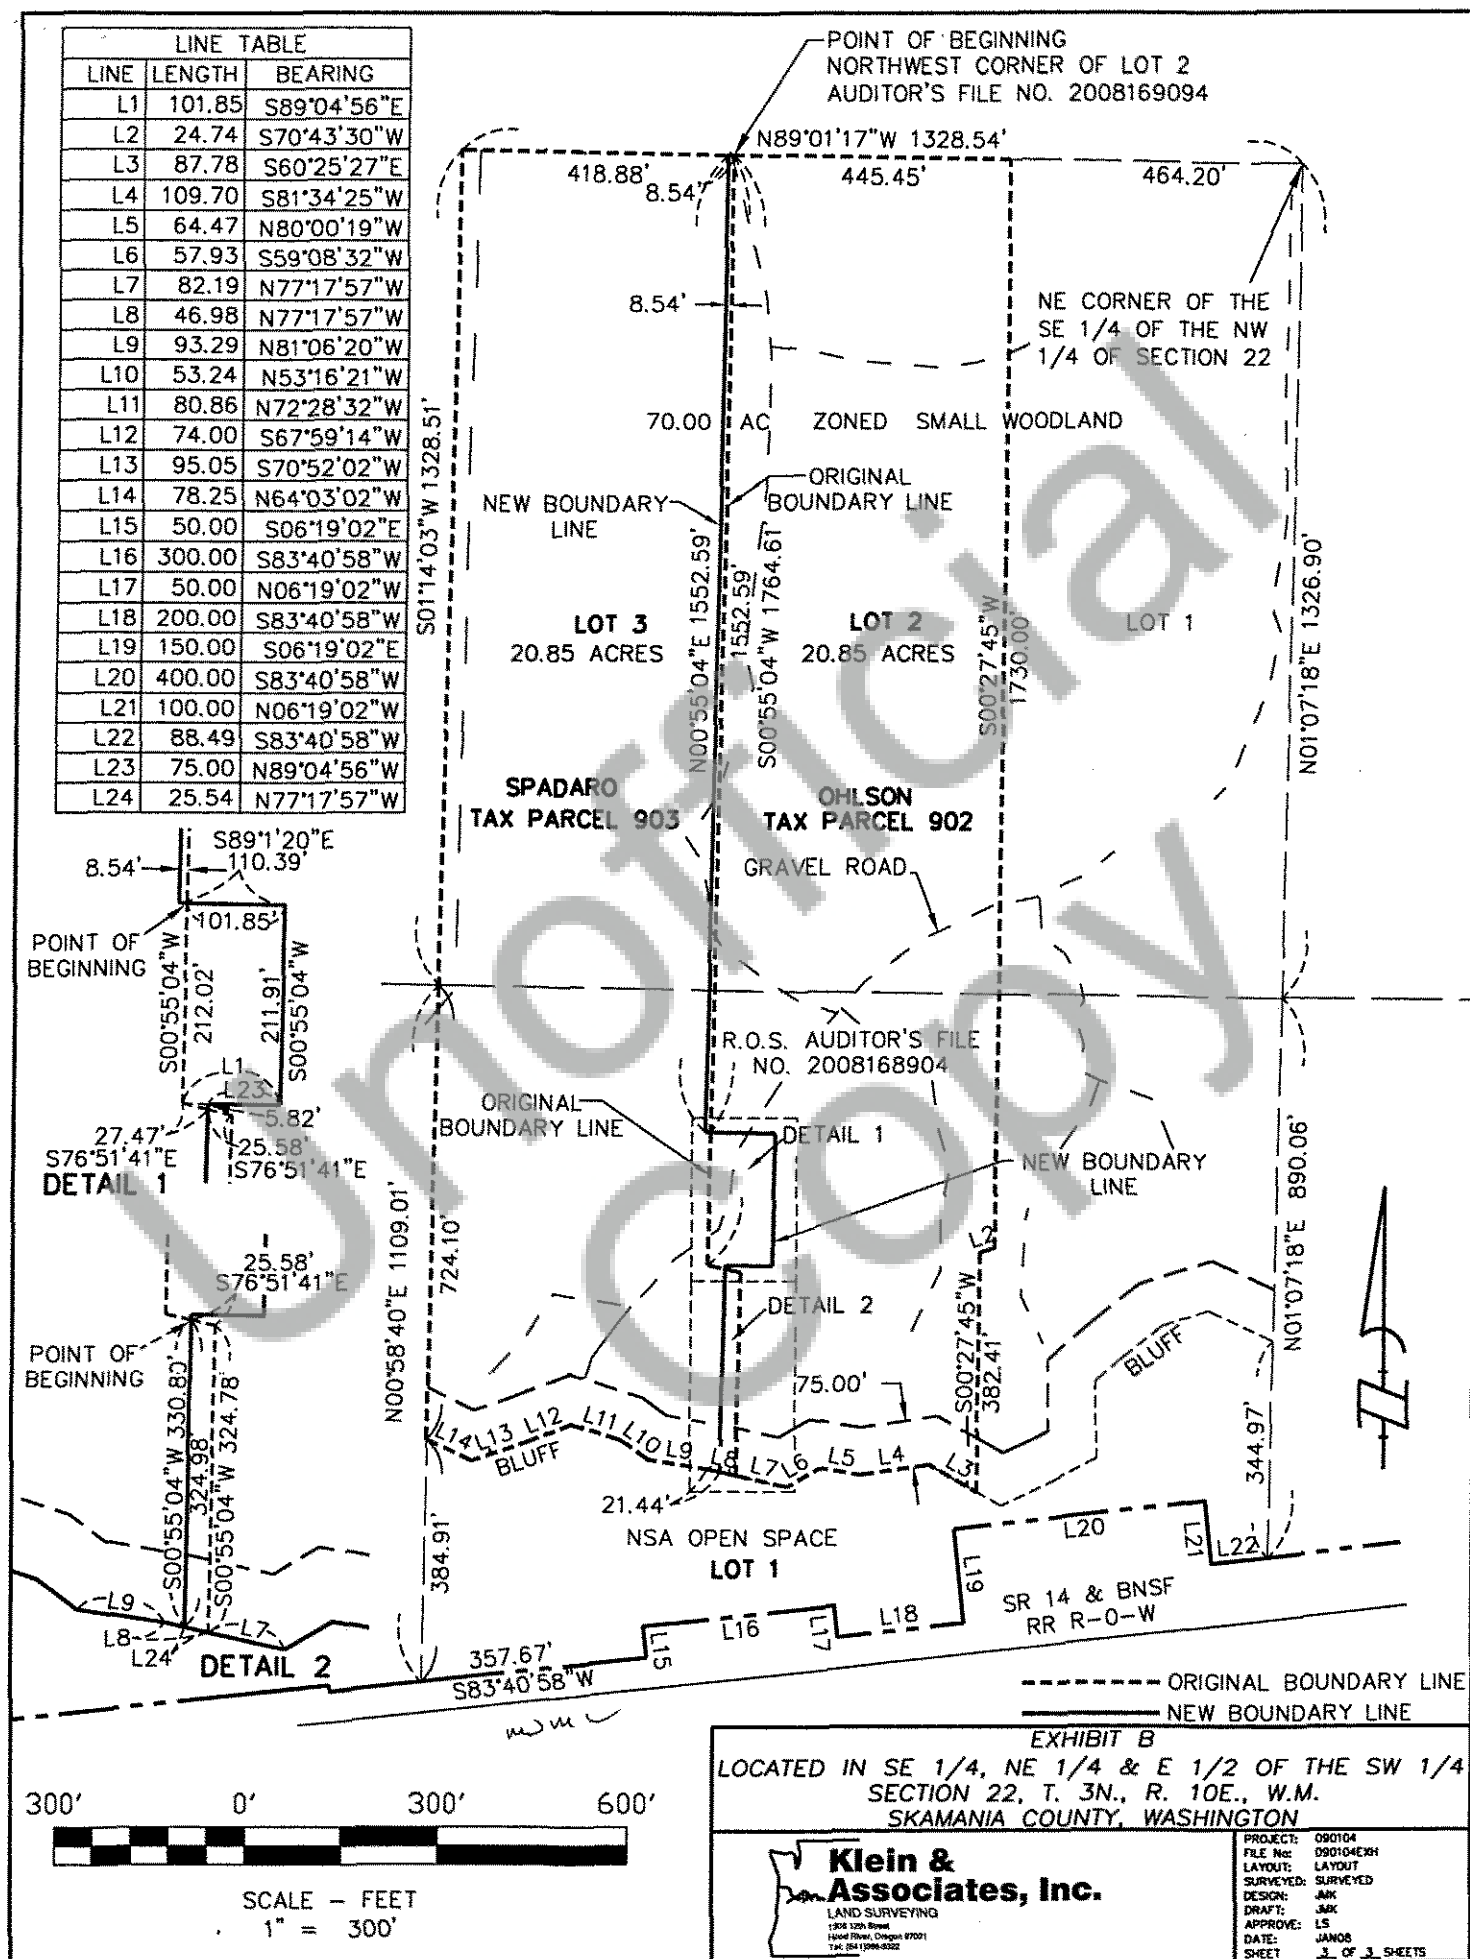 LINE TABLE
LINE LENGTH BEARING
L1 101.85 S89°04'56"E
L2 24.74 S70°43'30"W
L3 87.78 S60°25'27"E
L4 109.70 S81°34'25"W
L5 64.47 N80°00'19"W
L6 57.93 S59°08'32"W
L7 82.19 N77°17'57"W
L8 46.98 N77°17'57"W
L9 93.29 N81°06'20"W
L10 53.24 N53°16'21"W
L11 80.86 N72°28'32"W
L12 74.00 S67°59'14"W
L13 95.05 S70°52'02"W
L14 78.25 N64°03'02"W
L15 50.00 S06°19'02"E
L16 300.00 S83°40'58"W
L17 50.00 N06°19'02"W
L18 200.00 S83°40'58"W
L19 150.00 S06°19'02"E
L20 400.00 S83°40'58"W
L21 100.00 N06°19'02"W
L22 88.49 S83°40'58"W
L23 75.00 N89°04'56"W
L24 25.54 N77°17'57"W
POINT OF BEGINNING
NORTHWEST CORNER OF LOT 2
AUDITOR'S FILE NO. 2008169094
N89°01'17"W 1328.54'
418.88'
8.54'
445.45'
464.20'
8.54'
NE CORNER OF THE
SE 1/4 OF THE NW
1/4 OF SECTION 22
70.00 AC ZONED SMALL WOODLAND
S01°14'03"W 1328.51'
NEW BOUNDARY
LINE
ORIGINAL
BOUNDARY LINE
N00°55'04"E 1552.59'
1552.59'
S00°55'04"W 1764.61
S00°27'45"W
1730.00'
N01°07'18"E 1326.90'
LOT 3
20.85 ACRES
LOT 2
20.85 ACRES
LOT 1
SPADARO
TAX PARCEL 903
OHLSON
TAX PARCEL 902
GRAVEL ROAD
S89°1'20"E
8.54'
110.39'
101.85'
POINT OF
BEGINNING
S00°55'04"W
212.02'
211.91'
S00°55'04"W
L1
L23
5.82'
27.47'
S76°51'41"E
25.58'
S76°51'41"E
DETAIL 1
R.O.S. AUDITOR'S FILE
NO. 2008168904
ORIGINAL
BOUNDARY LINE
DETAIL 1
NEW BOUNDARY
LINE
N00°58'40"E 1109.01'
724.10'
L2
DETAIL 2
S00°27'45"W
382.41'
N01°07'18"E 890.06'
BLUFF
344.97'
75.00'
25.58'
S76°51'41"E
POINT OF
BEGINNING
S00°55'04"W 330.80'
324.98'
S00°55'04"W 324.78'
L9
L8
L24
L7
DETAIL 2
L14
L13
L12
L11
L10
L9
L8
L7
L6
L5
L4
L3
BLUFF
21.44'
384.91'
NSA OPEN SPACE
LOT 1
L20
L21
L22
L19
L18
L17
L16
L15
SR 14 & BNSF
RR R-O-W
357.67'
S83°40'58"W
ORIGINAL BOUNDARY LINE
NEW BOUNDARY LINE
300' 0' 300' 600'
SCALE - FEET
1" = 300'
EXHIBIT B
LOCATED IN SE 1/4, NE 1/4 & E 1/2 OF THE SW 1/4
SECTION 22, T. 3N., R. 10E., W.M.
SKAMANIA COUNTY, WASHINGTON
Klein &
Associates, Inc.
LAND SURVEYING
Hood River, Oregon 97031
PROJECT: 090104
FILE No: 090104EXH
LAYOUT: LAYOUT
SURVEYED: SURVEYED
DESIGN: JMK
DRAFT: JMK
APPROVE: LS
DATE: JAN08
SHEET 3 OF 3 SHEETS
Unofficial
Copy